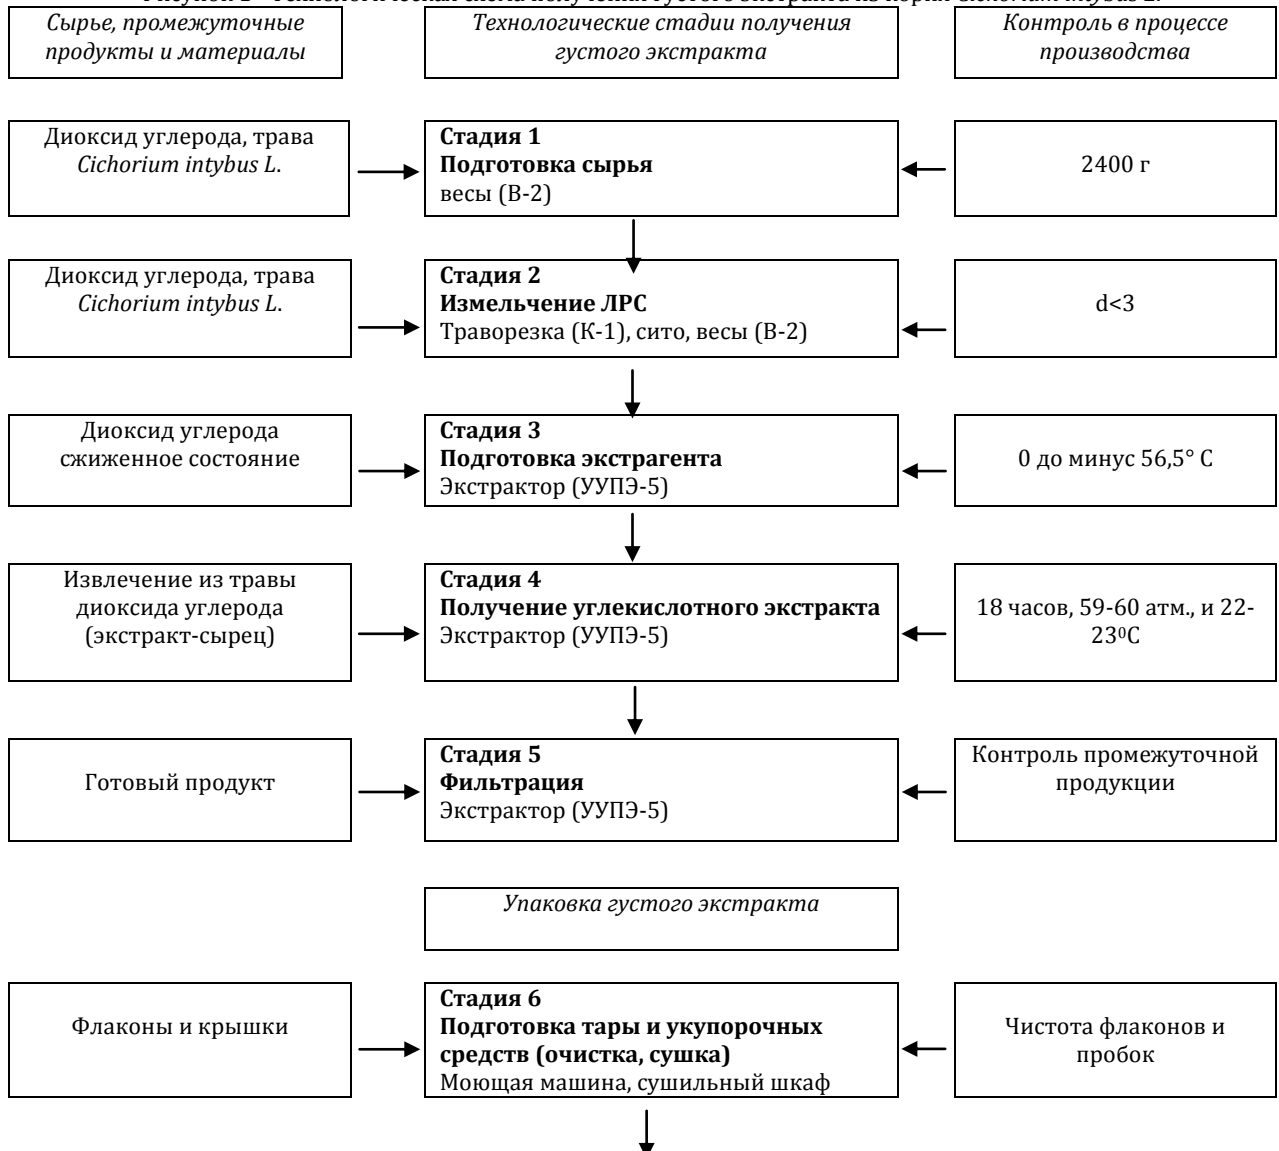 Сырье, промежуточные
продукты и материалы
Технологические стадии получения
густого экстракта
Контроль в процессе
производства
Диоксид углерода, трава
Cichorium intybus L.
Стадия 1
Подготовка сырья
весы (В-2)
2400 г
Диоксид углерода, трава
Cichorium intybus L.
Стадия 2
Измельчение ЛРС
Траворезка (К-1), сито, весы (В-2)
d<3
Диоксид углерода
сжиженное состояние
Стадия 3
Подготовка экстрагента
Экстрактор (УУПЭ-5)
0 до минус 56,5° С
Извлечение из травы
диоксида углерода
(экстракт-сырец)
Стадия 4
Получение углекислотного экстракта
Экстрактор (УУПЭ-5)
18 часов, 59-60 атм., и 22-
23⁰С
Готовый продукт
Стадия 5
Фильтрация
Экстрактор (УУПЭ-5)
Контроль промежуточной
продукции
Упаковка густого экстракта
Флаконы и крышки
Стадия 6
Подготовка тары и укупорочных
средств (очистка, сушка)
Моющая машина, сушильный шкаф
Чистота флаконов и
пробок